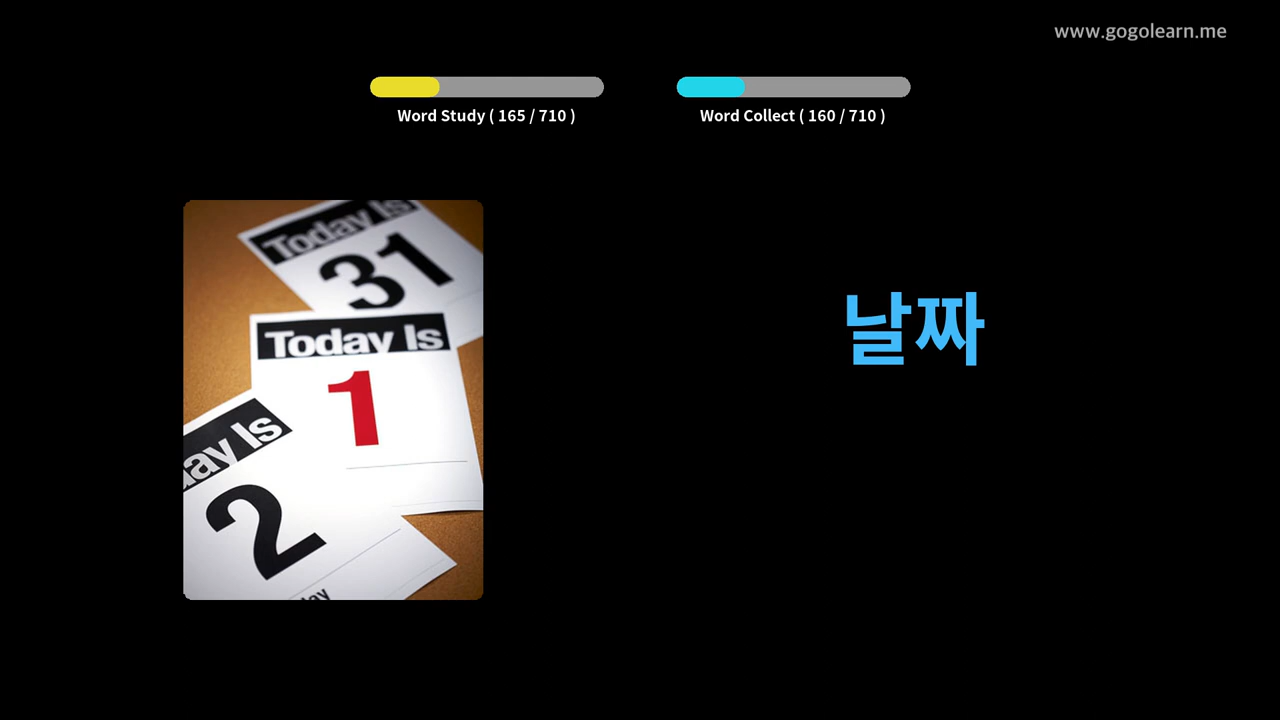 www.gogolearn.me
Word Study ( 165 / 710 )
Word Collect ( 160 / 710 )
Today Is
31
Today Is
1
ay Is
2
날짜